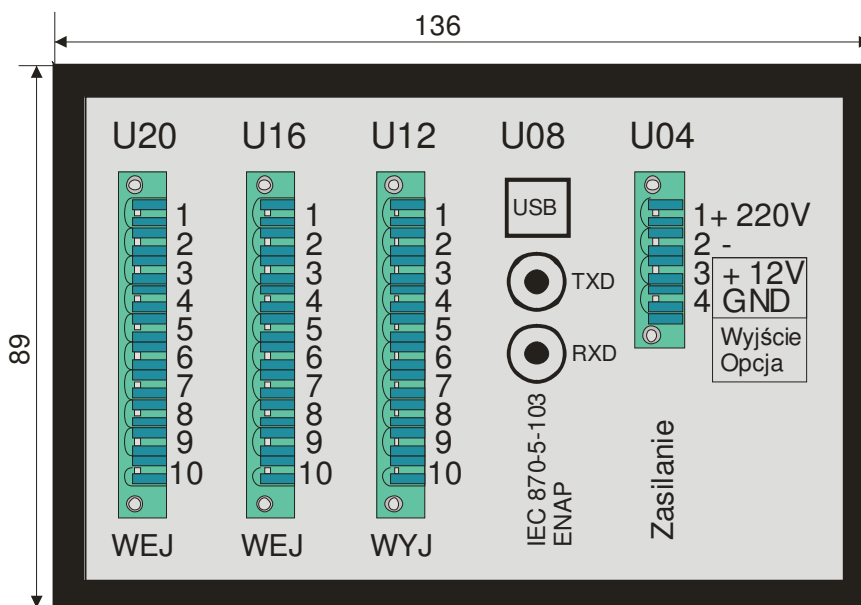 136
89
U20
1
2
3
4
5
6
7
8
9
10
WEJ
U16
1
2
3
4
5
6
7
8
9
10
WEJ
U12
1
2
3
4
5
6
7
8
9
10
WYJ
U08
USB
TXD
RXD
IEC 870-5-103
ENAP
U04
1+ 220V
2 -
3 + 12V
4 GND
Wyjście
Opcja
Zasilanie